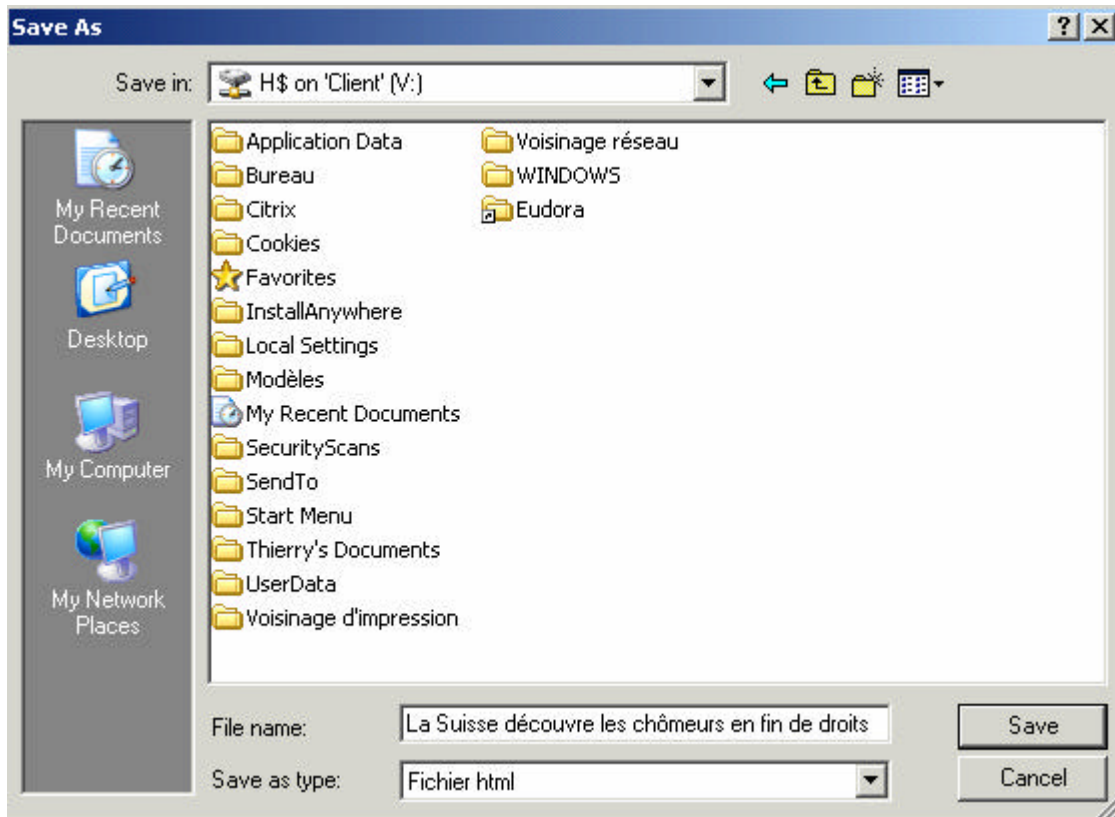 Save As
Save in:
H$ on 'Client' (V:)
My Recent
Documents
Desktop
My Computer
My Network
Places
Application Data
Bureau
Citrix
Cookies
Favorites
InstallAnywhere
Local Settings
Modèles
My Recent Documents
SecurityScans
SendTo
Start Menu
Thierry's Documents
UserData
Voisinage d'impression
Voisinage réseau
WINDOWS
Eudora
File name:
La Suisse découvre les chômeurs en fin de droits
Save
Save as type:
Fichier html
Cancel